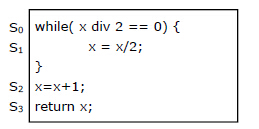 S0 while( x div 2 == 0) {
S1 x = x/2;
}
S2 x=x+1;
S3 return x;